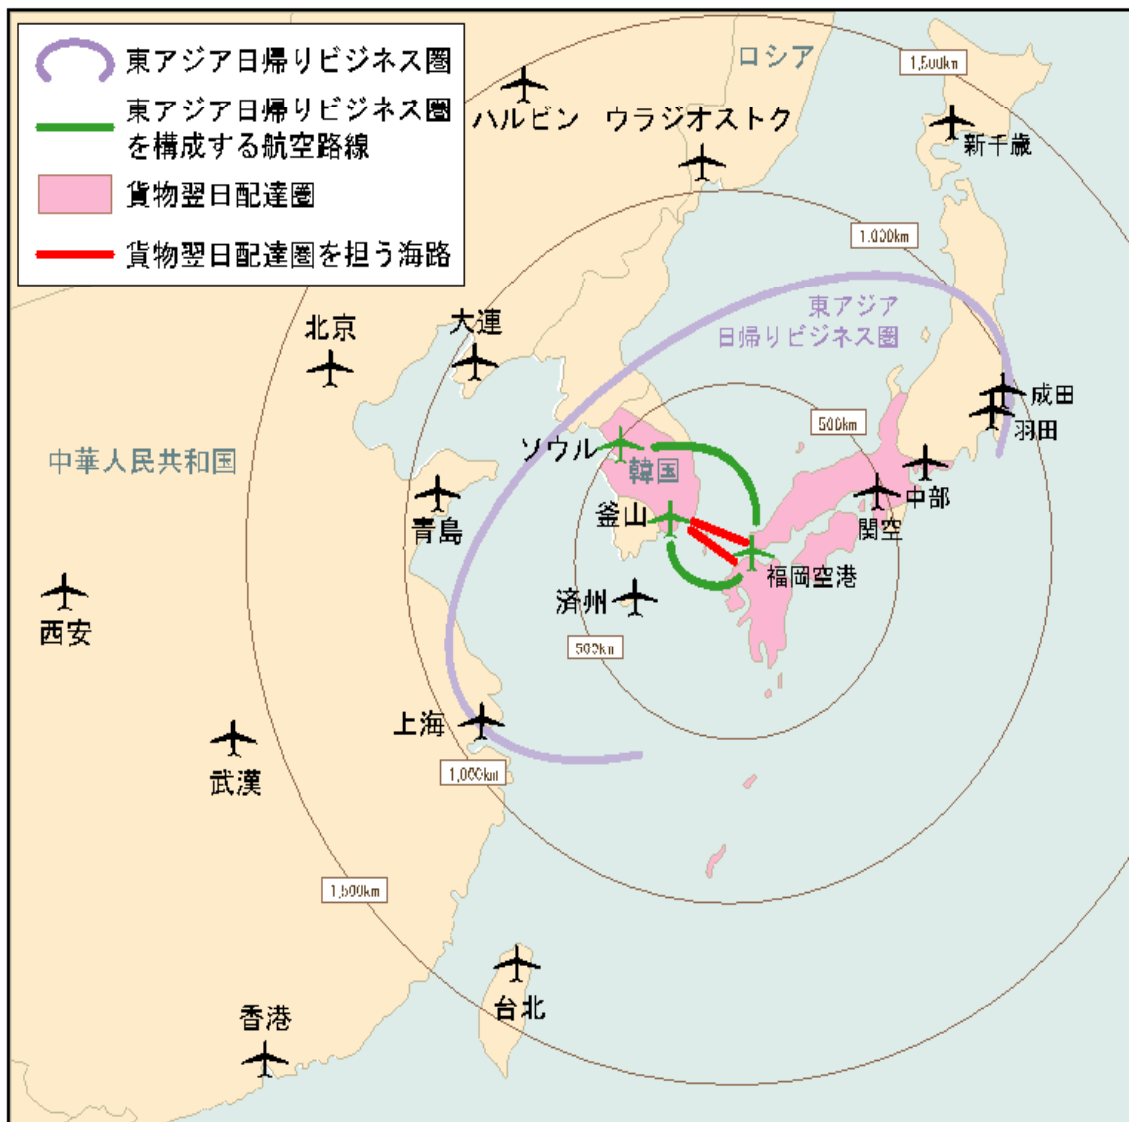 東アジア日帰りビジネス圏
東アジア日帰りビジネス圏
を構成する航空路線
貨物翌日配達圏
貨物翌日配達圏を担う海路
ロシア
1,500km
ハルビン
ウラジオストク
新千歳
1,000km
東アジア
日帰りビジネス圏
北京
大連
成田
羽田
500km
中華人民共和国
ソウル
韓国
中部
関空
青島
釜山
福岡空港
済州
西安
500km
上海
1,000km
武漢
1,500km
台北
香港